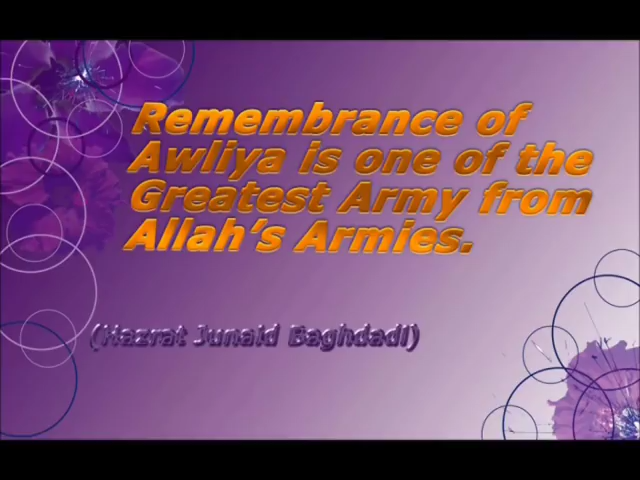 Remembrance of
Awliya is one of the
Greatest Army from
Allah's Armies.
(Hazrat Junaid Baghdadi)